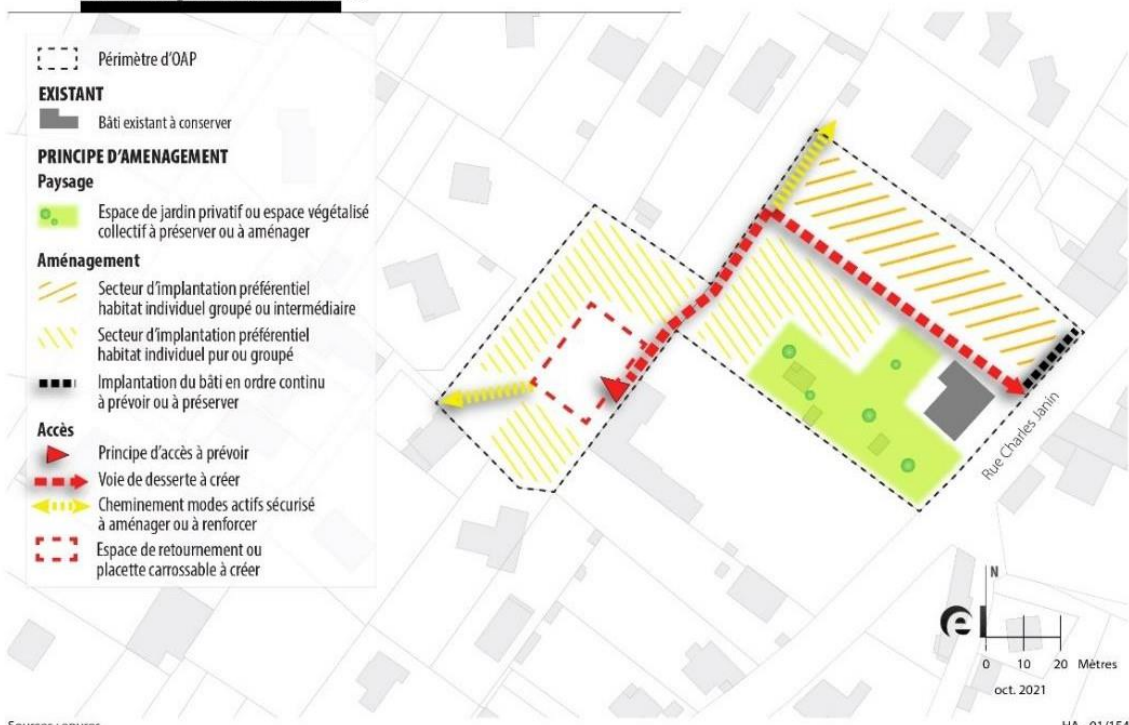 Périmètre d'OAP
EXISTANT
Bâti existant à conserver
PRINCIPE D'AMENAGEMENT
Paysage
Espace de jardin privatif ou espace végétalisé
collectif à préserver ou à aménager
Aménagement
Secteur d'implantation préférentiel
habitat individuel groupé ou intermédiaire
Secteur d'implantation préférentiel
habitat individuel pur ou groupé
Implantation du bâti en ordre continu
à prévoir ou à préserver
Accès
Principe d'accès à prévoir
Voie de desserte à créer
Cheminement modes actifs sécurisé
à aménager ou à renforcer
Espace de retournement ou
placette carrossable à créer
Rue Charles Janin
N
el
0 10 20 Mètres
oct. 2021